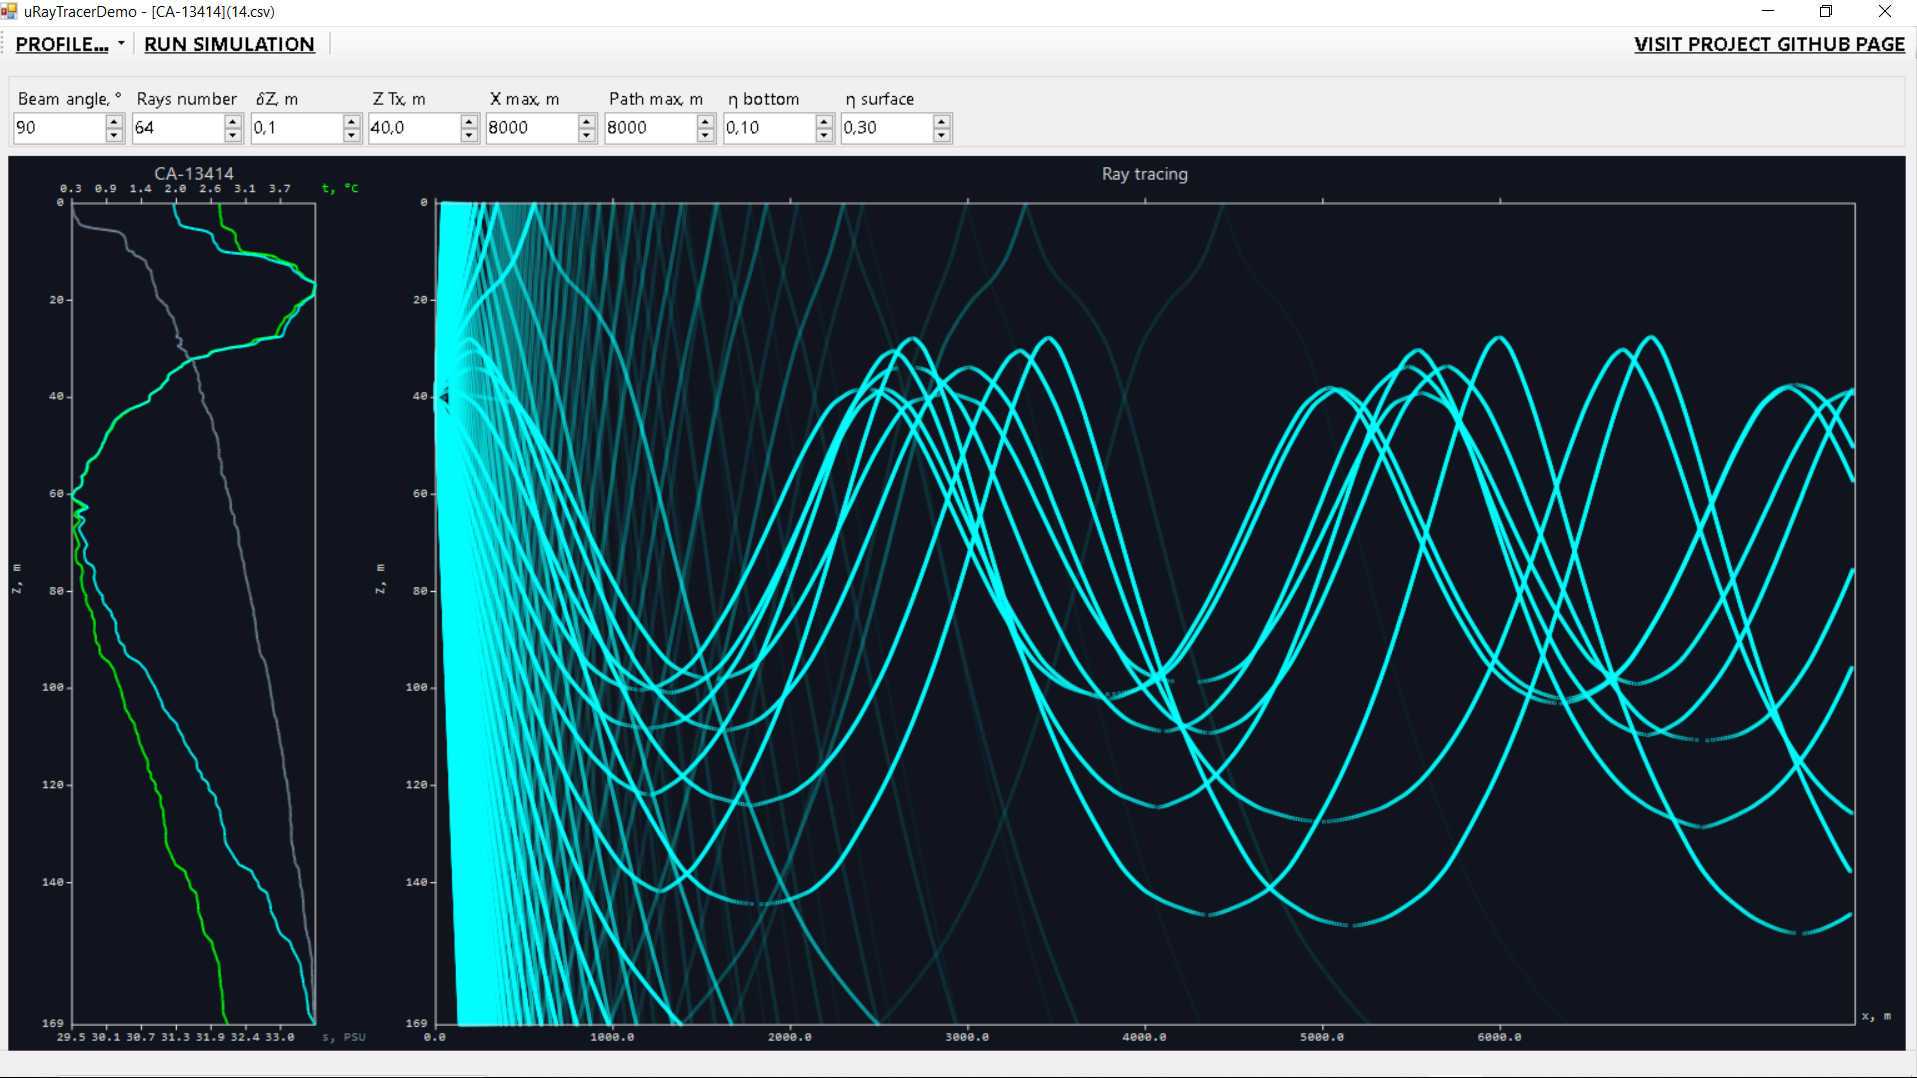 uRayTracerDemo - [CA-13414](14.csv)
PROFILE... RUN SIMULATION VISIT PROJECT GITHUB PAGE
Beam angle, ° Rays number δZ, m Z Tx, m X max, m Path max, m η bottom η surface
90 64 0,1 40,0 8000 8000 0,10 0,30
CA-13414 Ray tracing
0.3 0.9 1.4 2.0 2.6 3.1 3.7 t, °C
0 0
20 20
40 40
60 60
Z, m Z, m
80 80
100 100
120 120
140 140
169 169
x, m
29.5 30.1 30.7 31.3 31.9 32.4 33.0 s, PSU 0.0 1000.0 2000.0 3000.0 4000.0 5000.0 6000.0